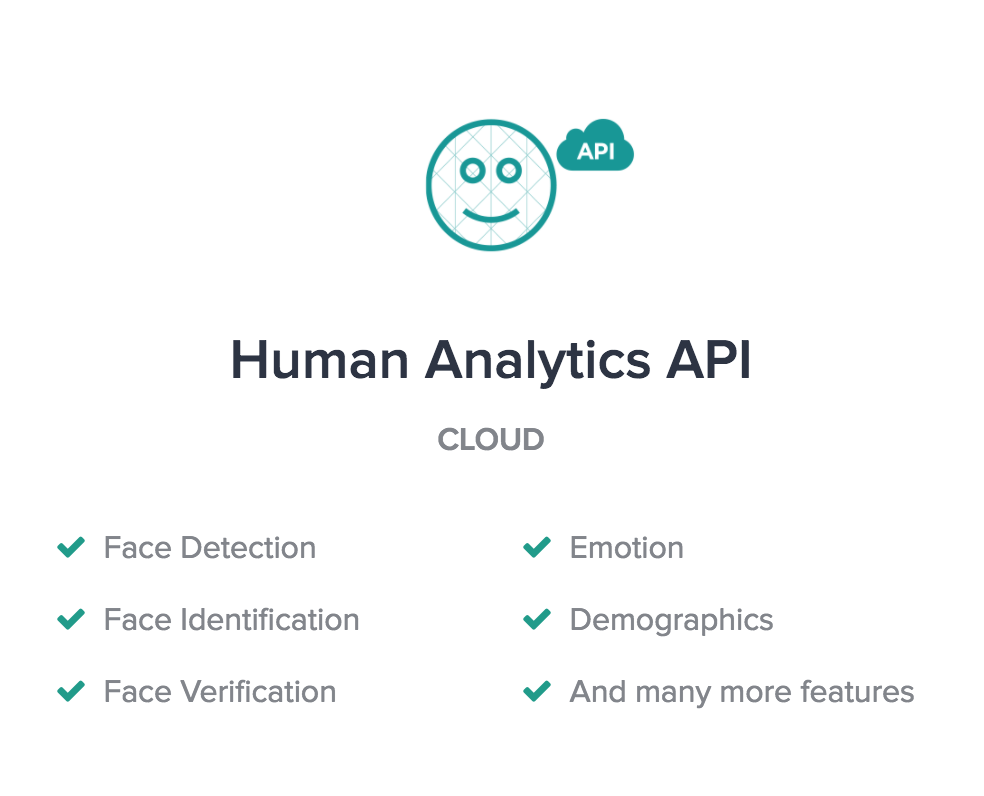 API
Human Analytics API
CLOUD
Face Detection
Emotion
Face Identification
Demographics
Face Verification
And many more features